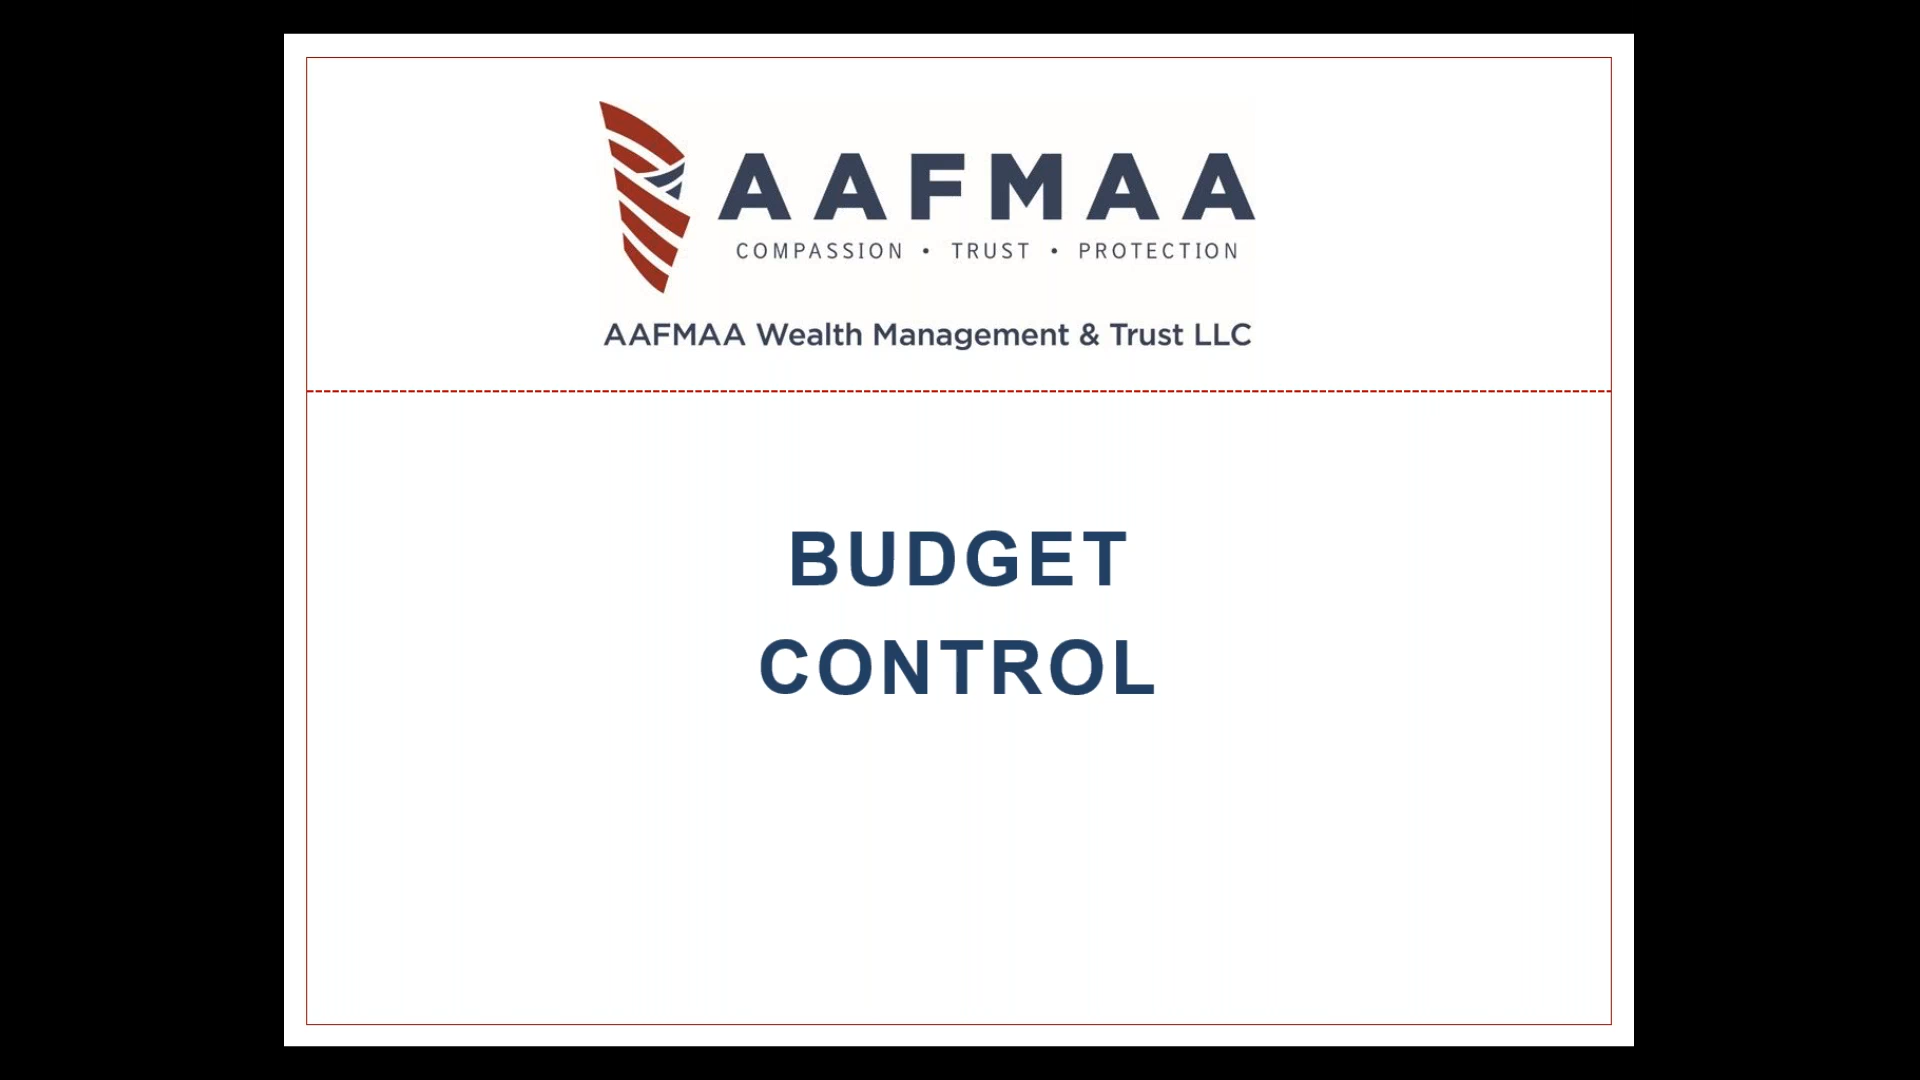 AAFMAA
COMPASSION • TRUST • PROTECTION
AAFMAA Wealth Management & Trust LLC
BUDGET
CONTROL